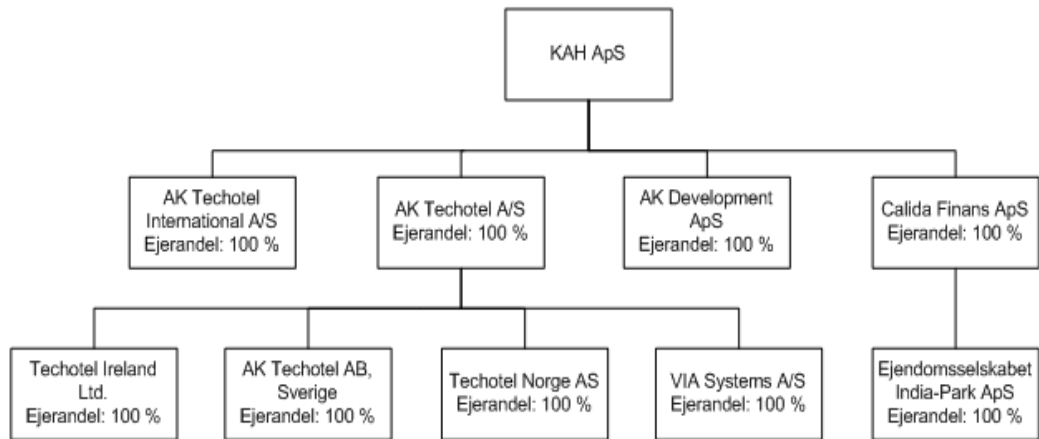 KAH ApS
AK Techotel
International A/S
Ejerandel: 100 %
AK Techotel A/S
Ejerandel: 100 %
AK Development
ApS
Ejerandel: 100 %
Calida Finans ApS
Ejerandel: 100 %
Techotel Ireland
Ltd.
Ejerandel: 100 %
AK Techotel AB,
Sverige
Ejerandel: 100 %
Techotel Norge AS
Ejerandel: 100 %
VIA Systems A/S
Ejerandel: 100 %
Ejendomsselskabet
India-Park ApS
Ejerandel: 100 %